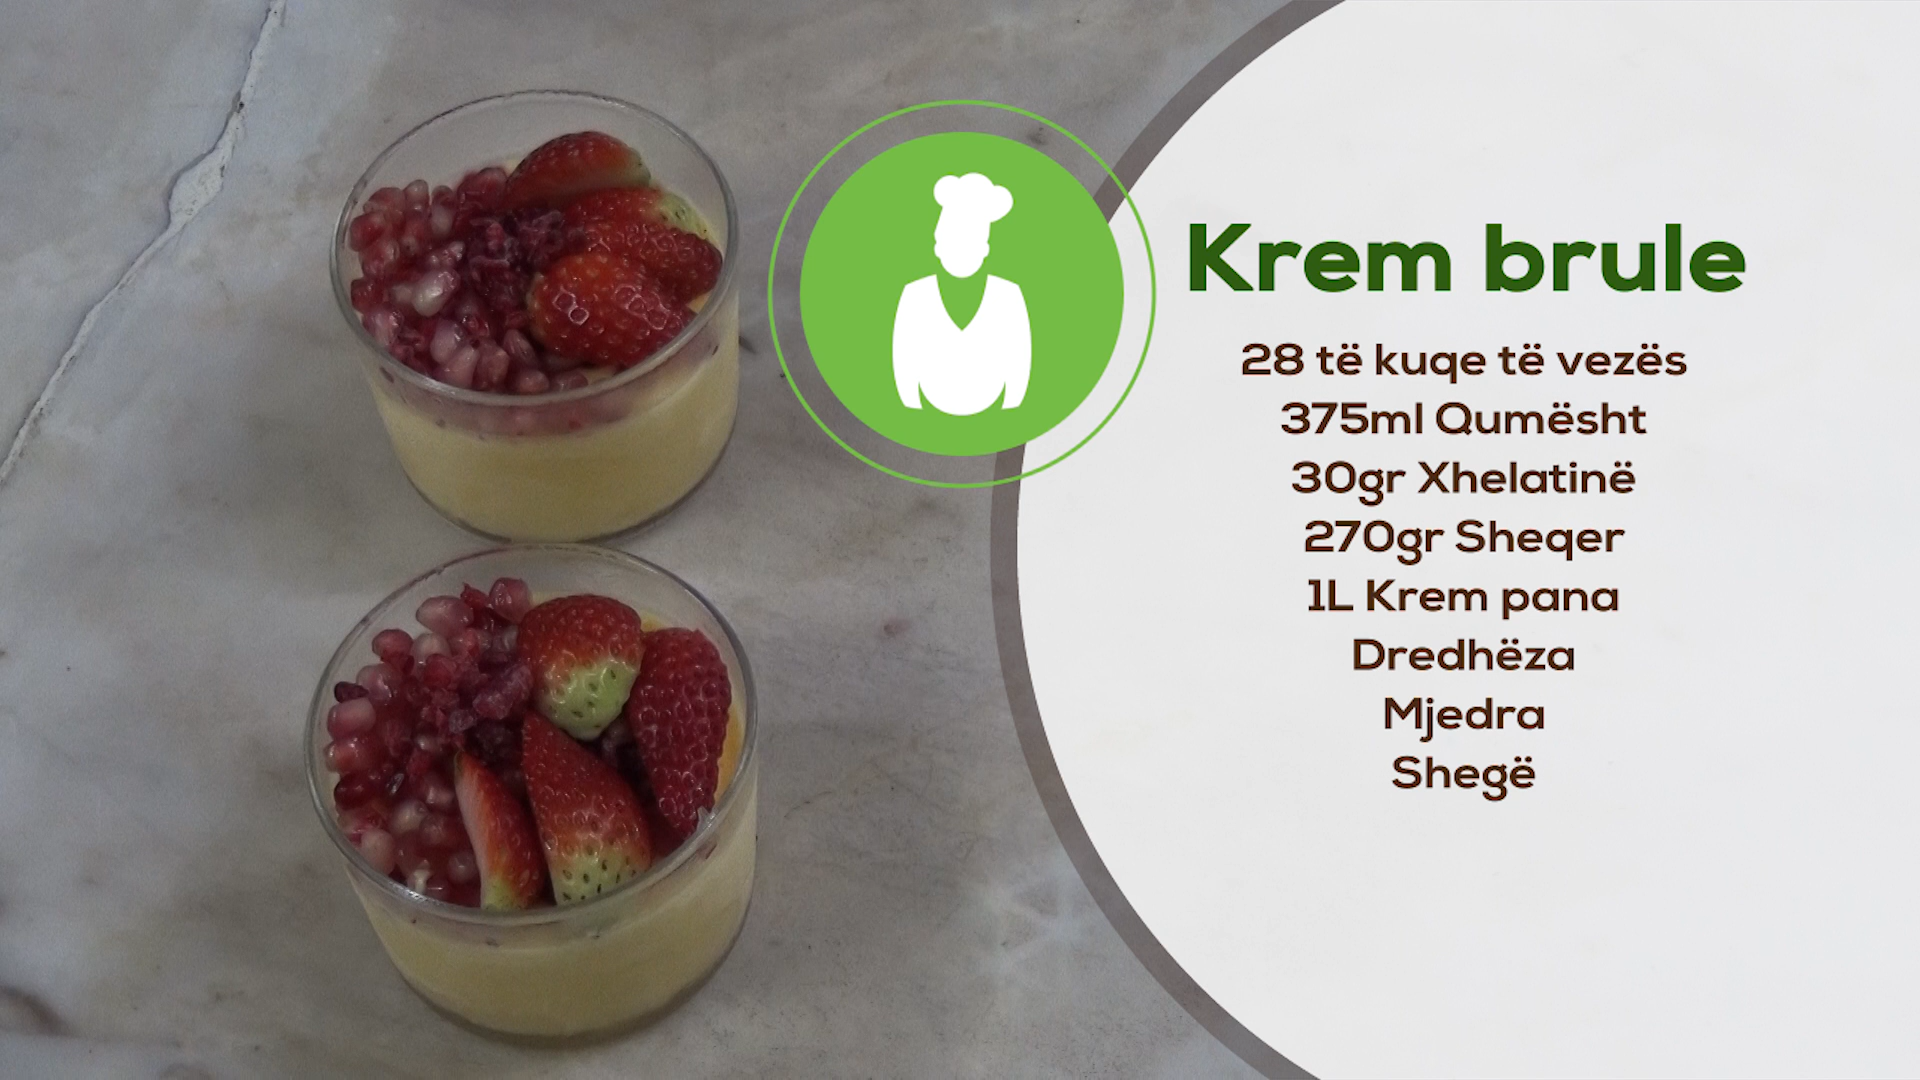 Krem brule
28 të kuqe të vezës
375ml Qumësht
30gr Xhelatinë
270gr Sheqer
1L Krem pana
Dredhëza
Mjedra
Shegë